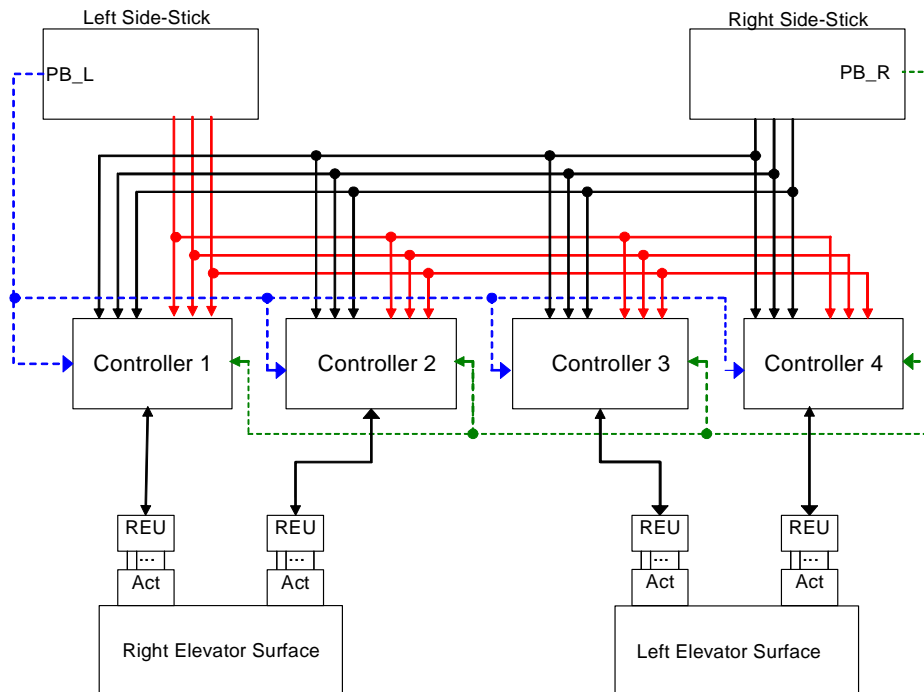 Left Side-Stick
Right Side-Stick
PB_L
PB_R
Controller 1
Controller 2
Controller 3
Controller 4
REU
REU
REU
REU
...
...
...
...
Act
Act
Act
Act
Right Elevator Surface
Left Elevator Surface